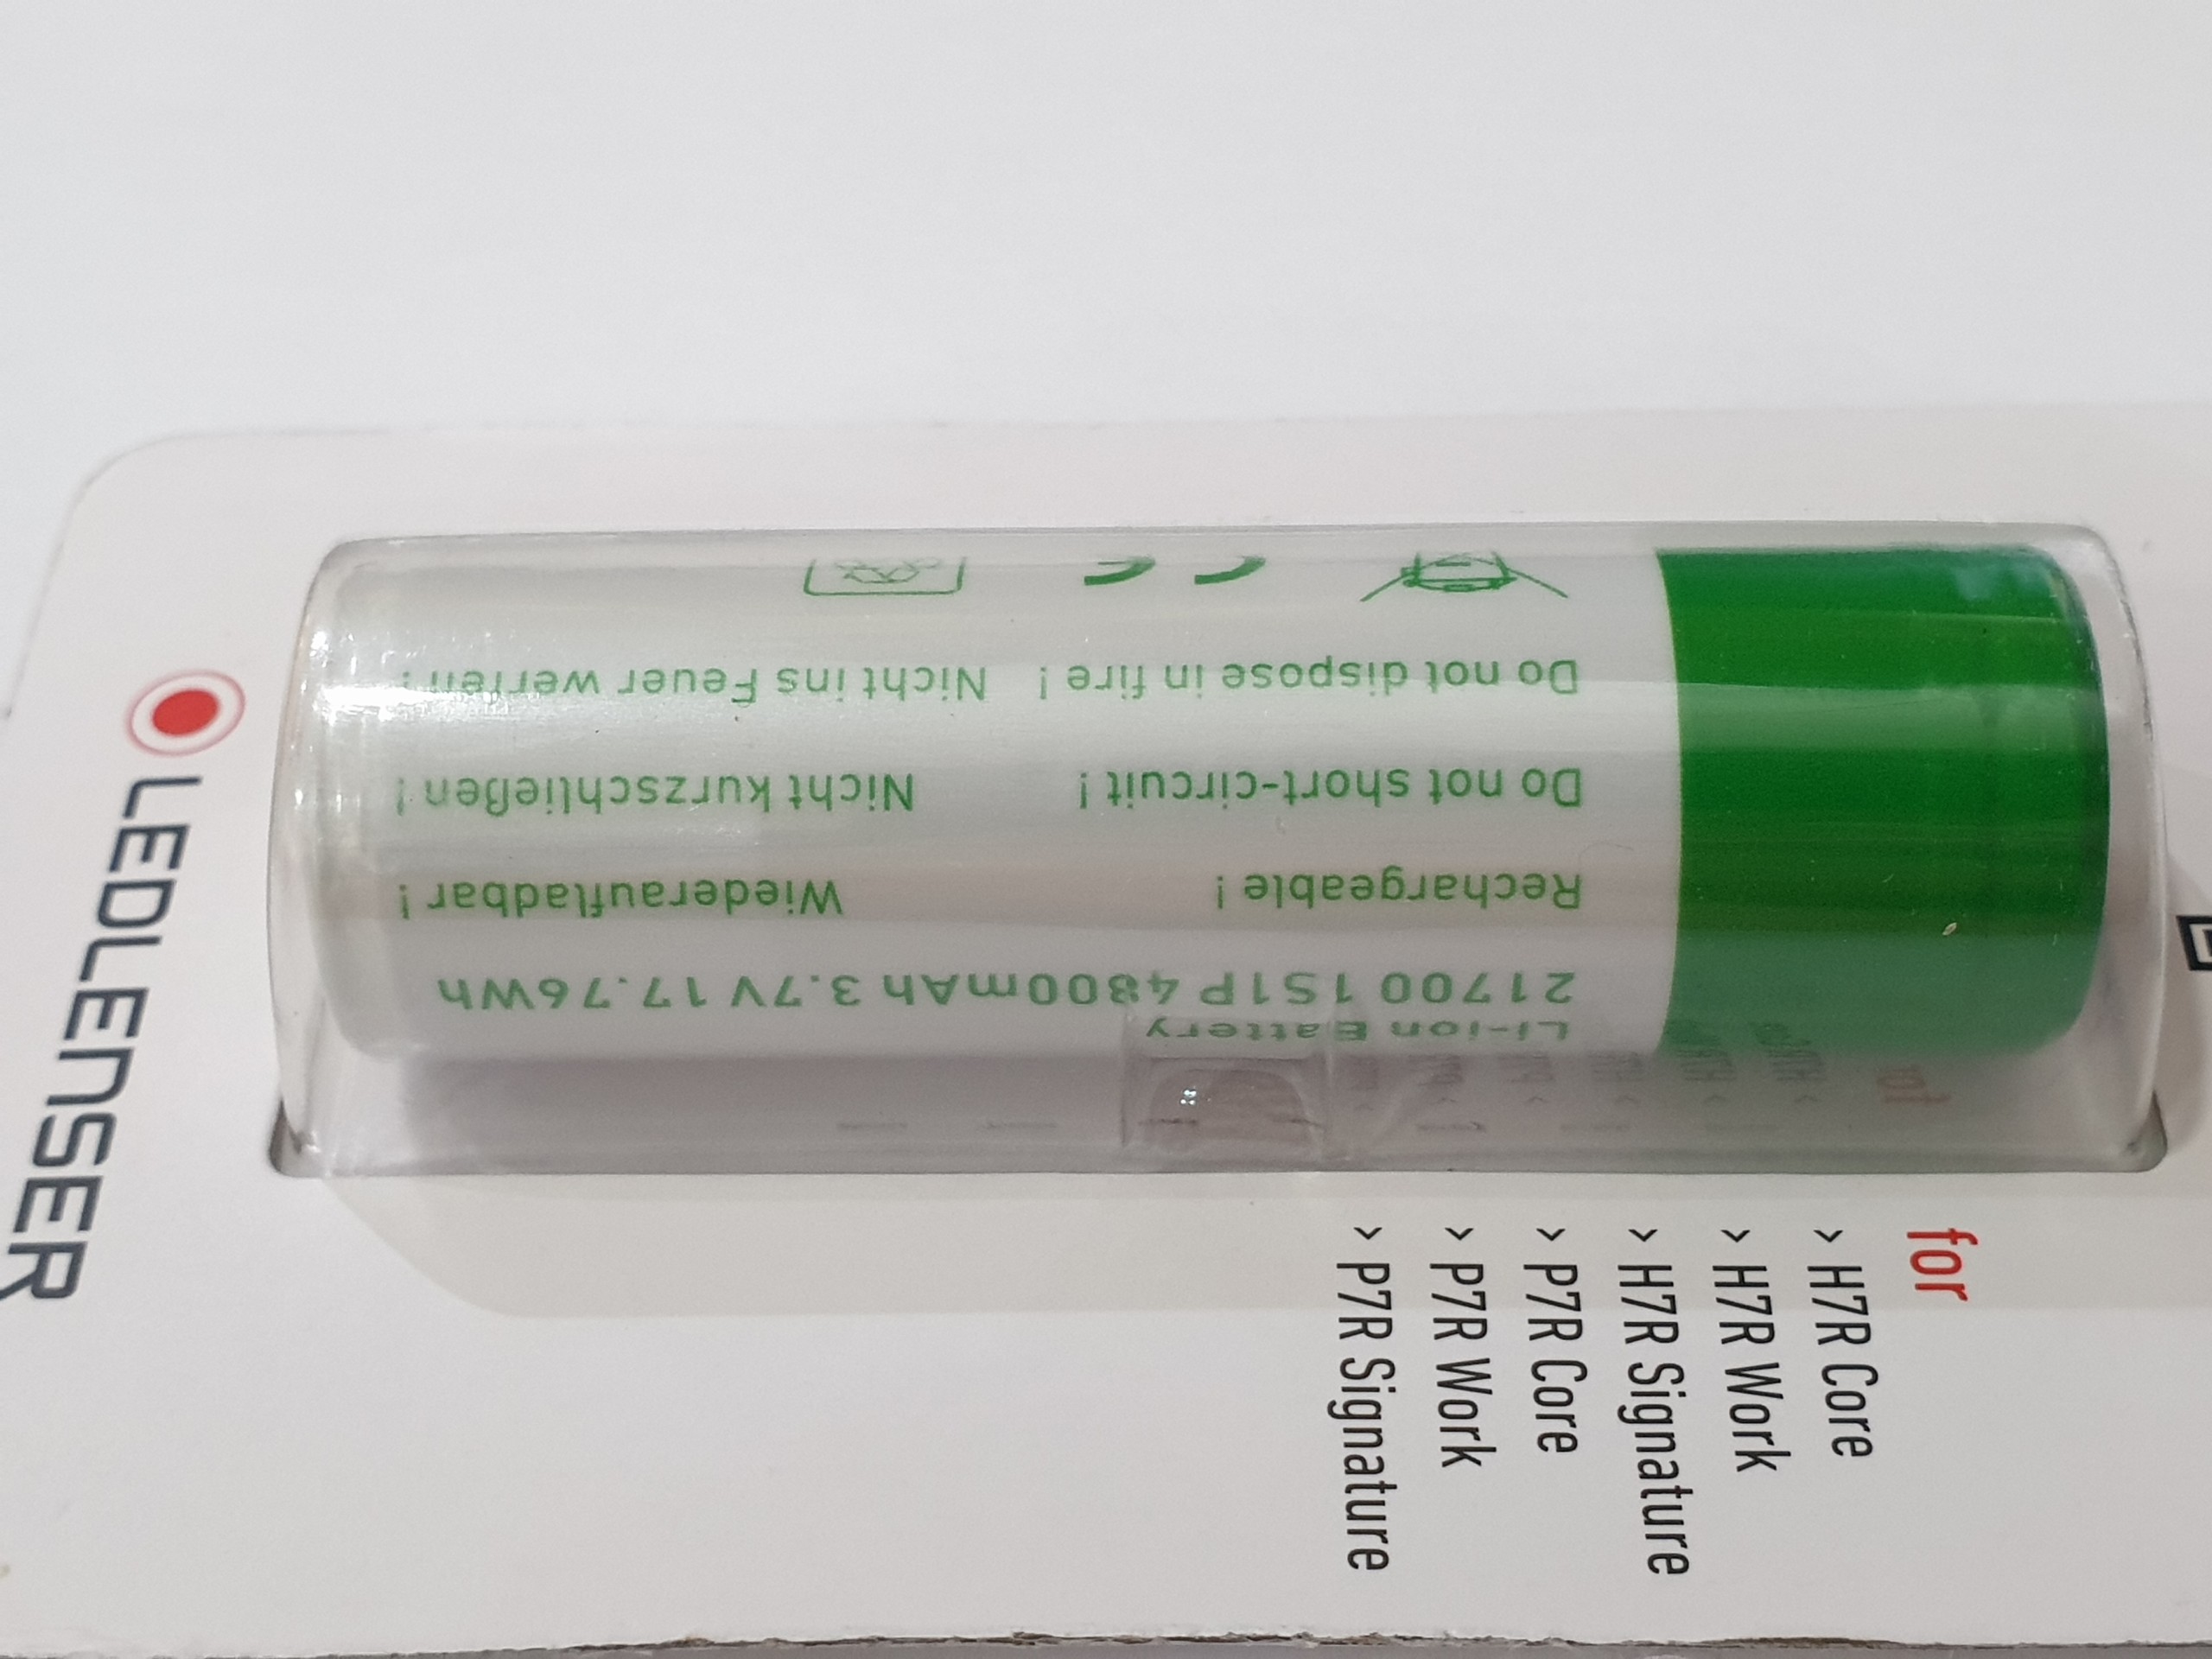 LEDLENSER
Li-ion Battery
21700 1S1P 4800mAh 3.7V 17.76Wh
Rechargeable ! Wiederaufladbar !
Do not short-circuit ! Nicht kurzschließen !
Do not dispose in fire ! Nicht ins Feuer werfen !
CE
for
> H7R Core
> H7R Work
> H7R Signature
> P7R Core
> P7R Work
> P7R Signature